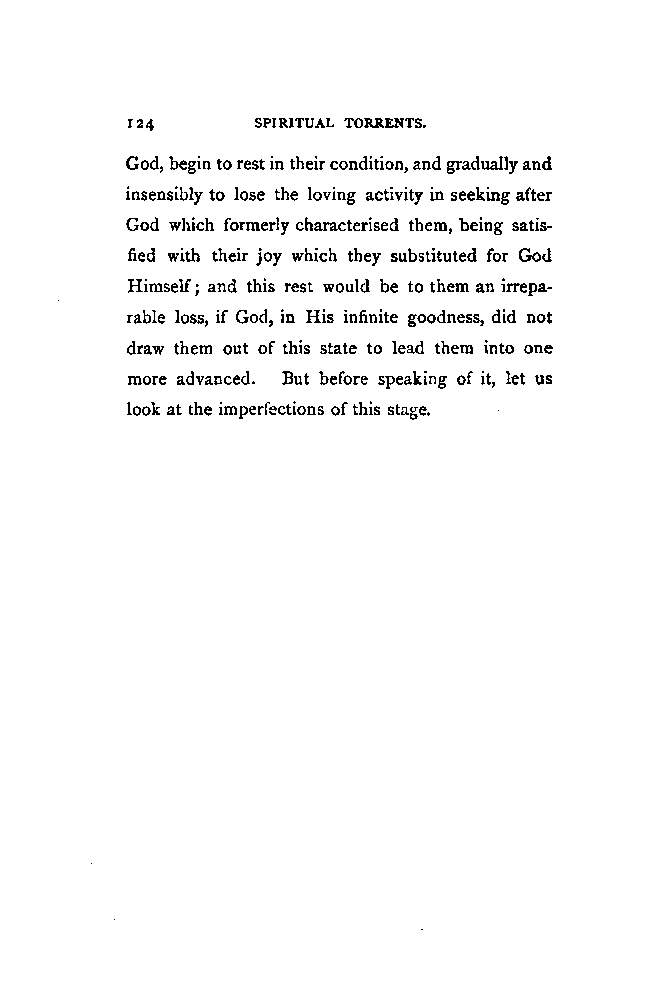 124 SPIRITUAL TORRENTS.
God, begin to rest in their condition, and gradually and
insensibly to lose the loving activity in seeking after
God which formerly characterised them, being satis-
fied with their joy which they substituted for God
Himself; and this rest would be to them an irrepa-
rable loss, if God, in His infinite goodness, did not
draw them out of this state to lead them into one
more advanced. But before speaking of it, let us
look at the imperfections of this stage.